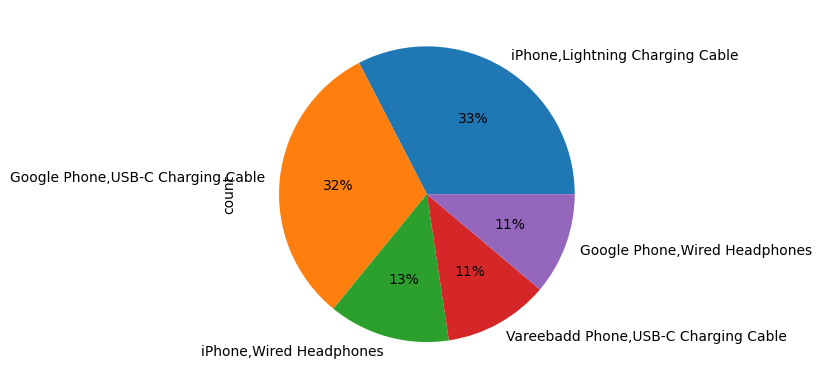 iPhone,Lightning Charging Cable
33%
Google Phone,USB-C Charging Cable
32%
count
11%
Google Phone,Wired Headphones
13%
11%
Vareebadd Phone,USB-C Charging Cable
iPhone,Wired Headphones